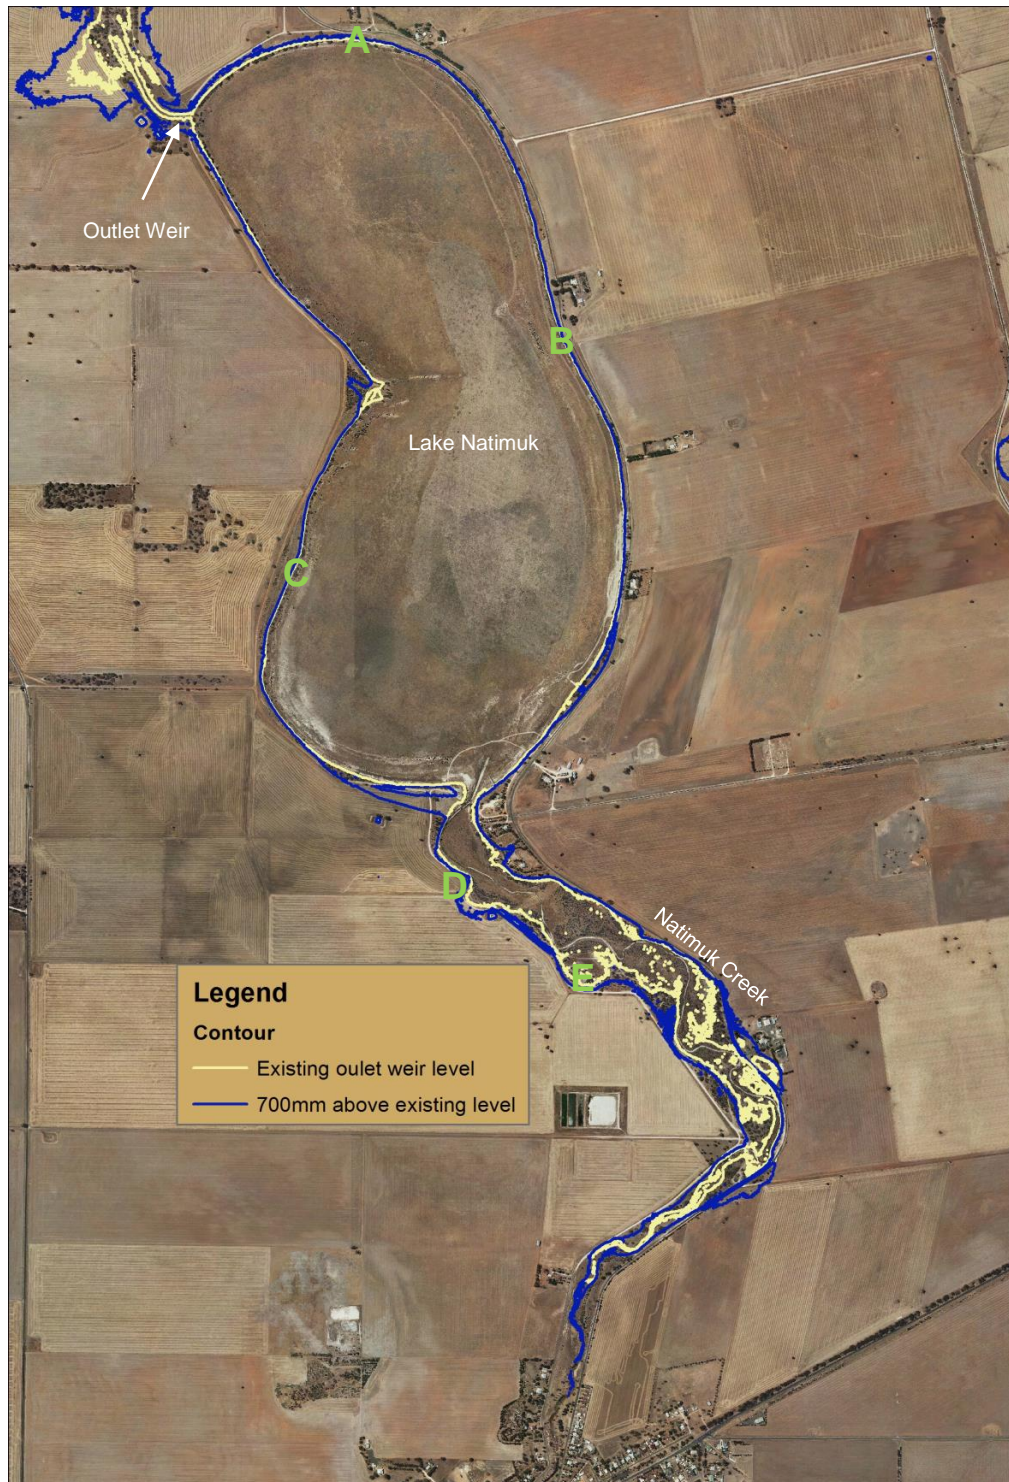 A
Outlet Weir
B
Lake Natimuk
C
D
Natimuk Creek
E
Legend
Contour
Existing oulet weir level
700mm above existing level